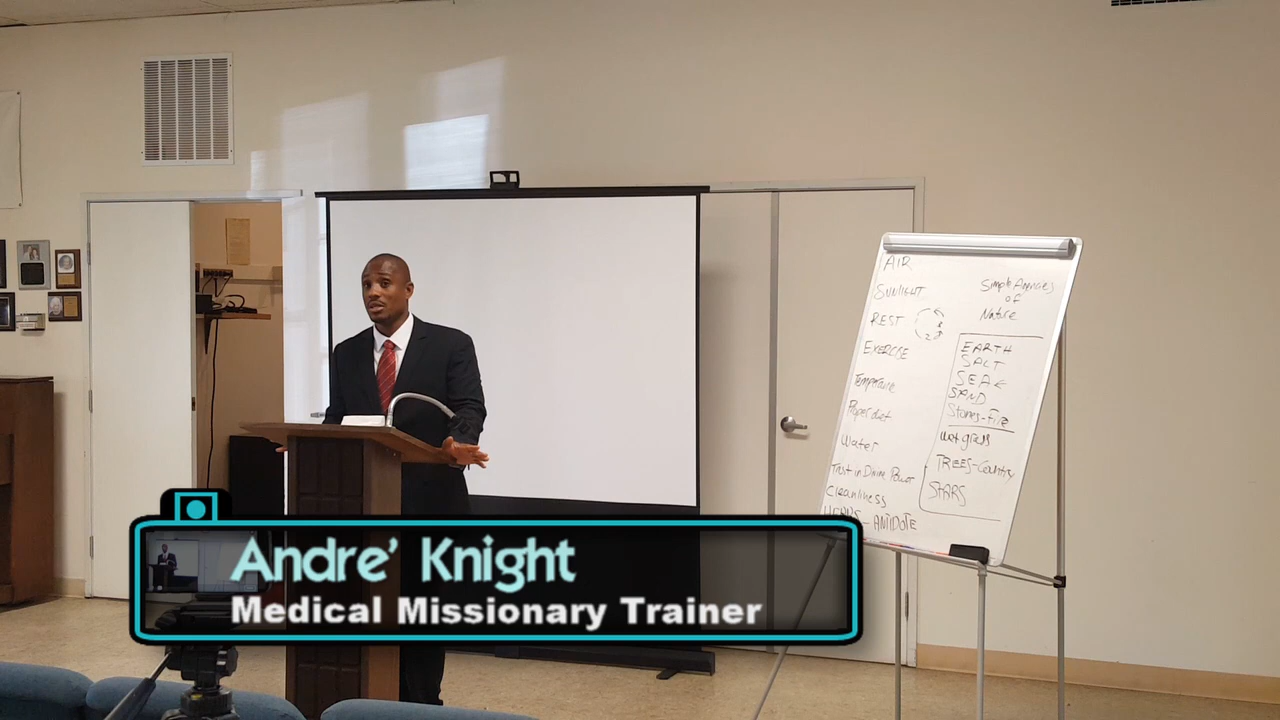 AIR
SUNLIGHT
REST
EXERCISE
Temperature
Proper diet
Water
Trust in Divine Power
Cleanliness
HERBS - ANTIDOTE
Simple Agencies
of
Nature
EARTH
SALT
SEA
SAND
Stones-Fire
Wet grass
TREES-Country
STARS
Andre’ Knight
Medical Missionary Trainer